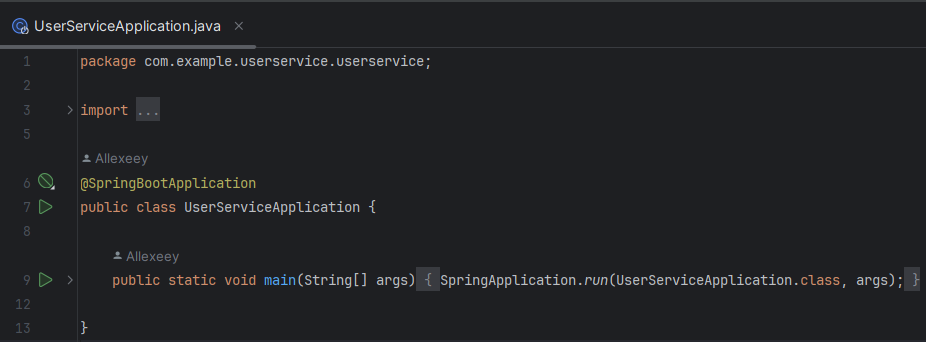 UserServiceApplication.java
1 package com.example.userservice.userservice;
2
3 import ...
5
Allexeey
6 @SpringBootApplication
7 public class UserServiceApplication {
8
Allexeey
9 public static void main(String[] args) { SpringApplication.run(UserServiceApplication.class, args); }
12
13 }